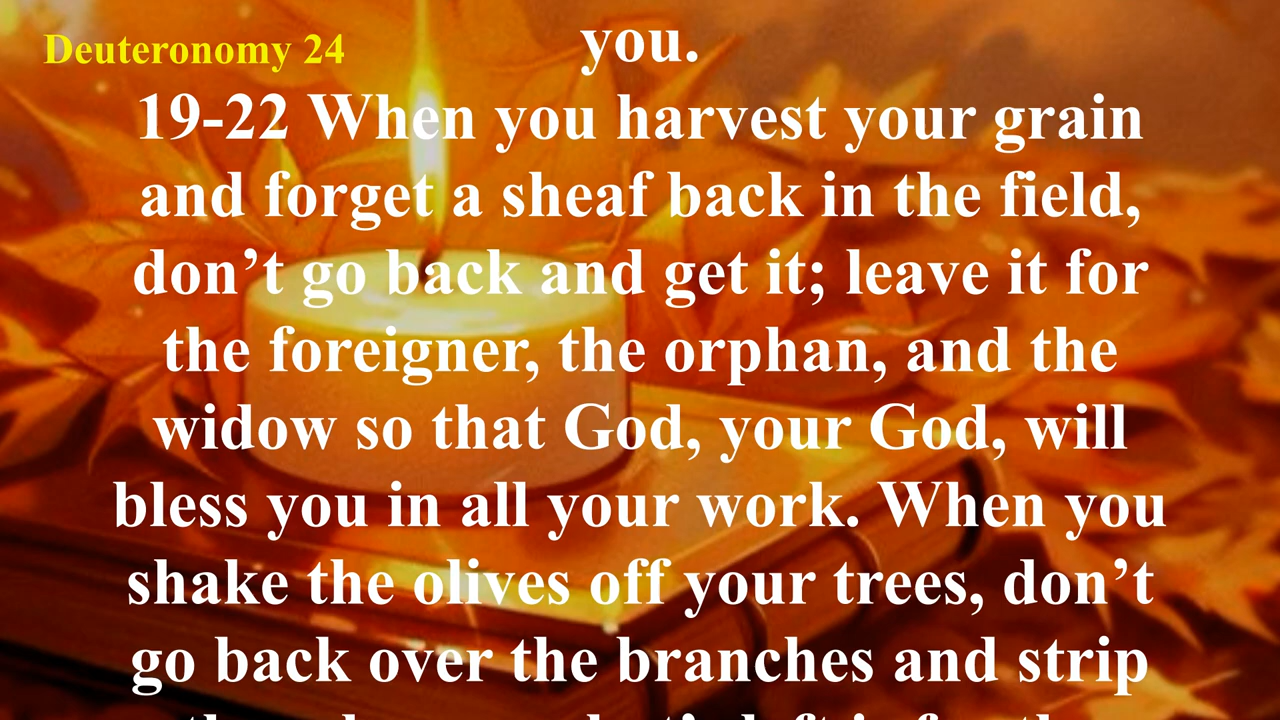 Deuteronomy 24
you.
19-22 When you harvest your grain
and forget a sheaf back in the field,
don’t go back and get it; leave it for
the foreigner, the orphan, and the
widow so that God, your God, will
bless you in all your work. When you
shake the olives off your trees, don’t
go back over the branches and strip